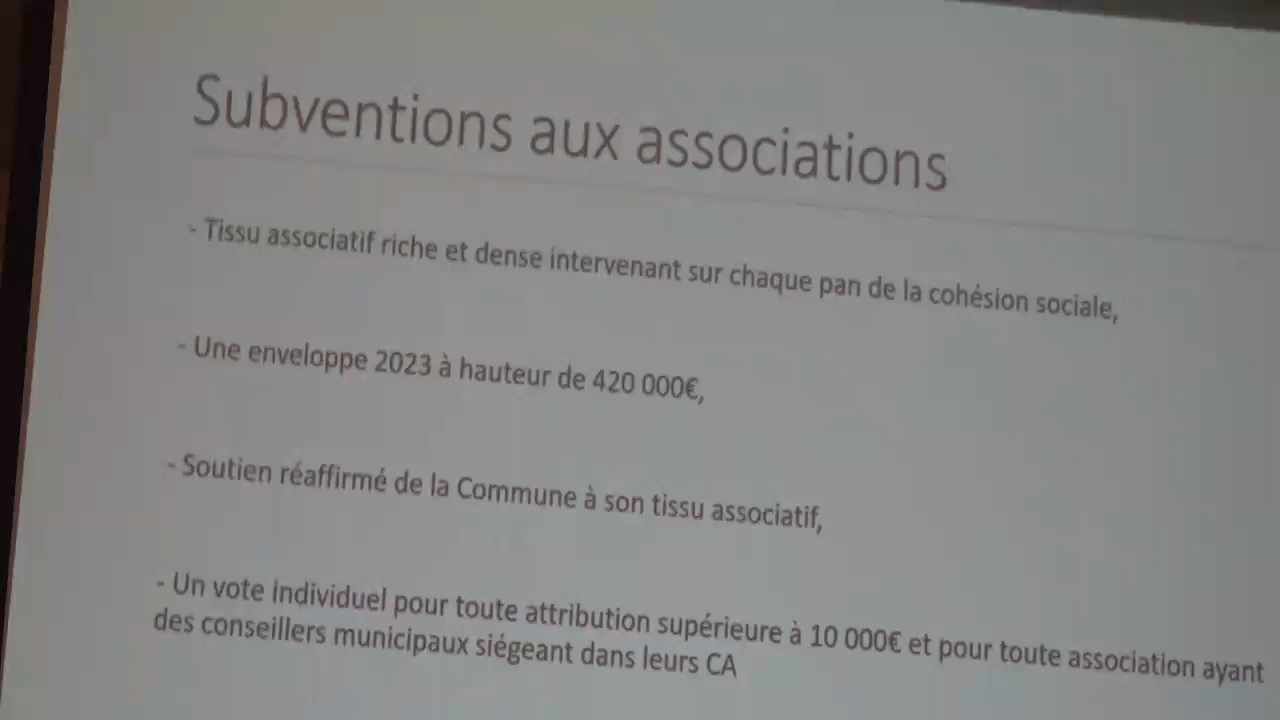 Subventions aux associations
- Tissu associatif riche et dense intervenant sur chaque pan de la cohésion sociale,
- Une enveloppe 2023 à hauteur de 420 000€,
- Soutien réaffirmé de la Commune à son tissu associatif,
- Un vote individuel pour toute attribution supérieure à 10 000€ et pour toute association ayant
des conseillers municipaux siégeant dans leurs CA